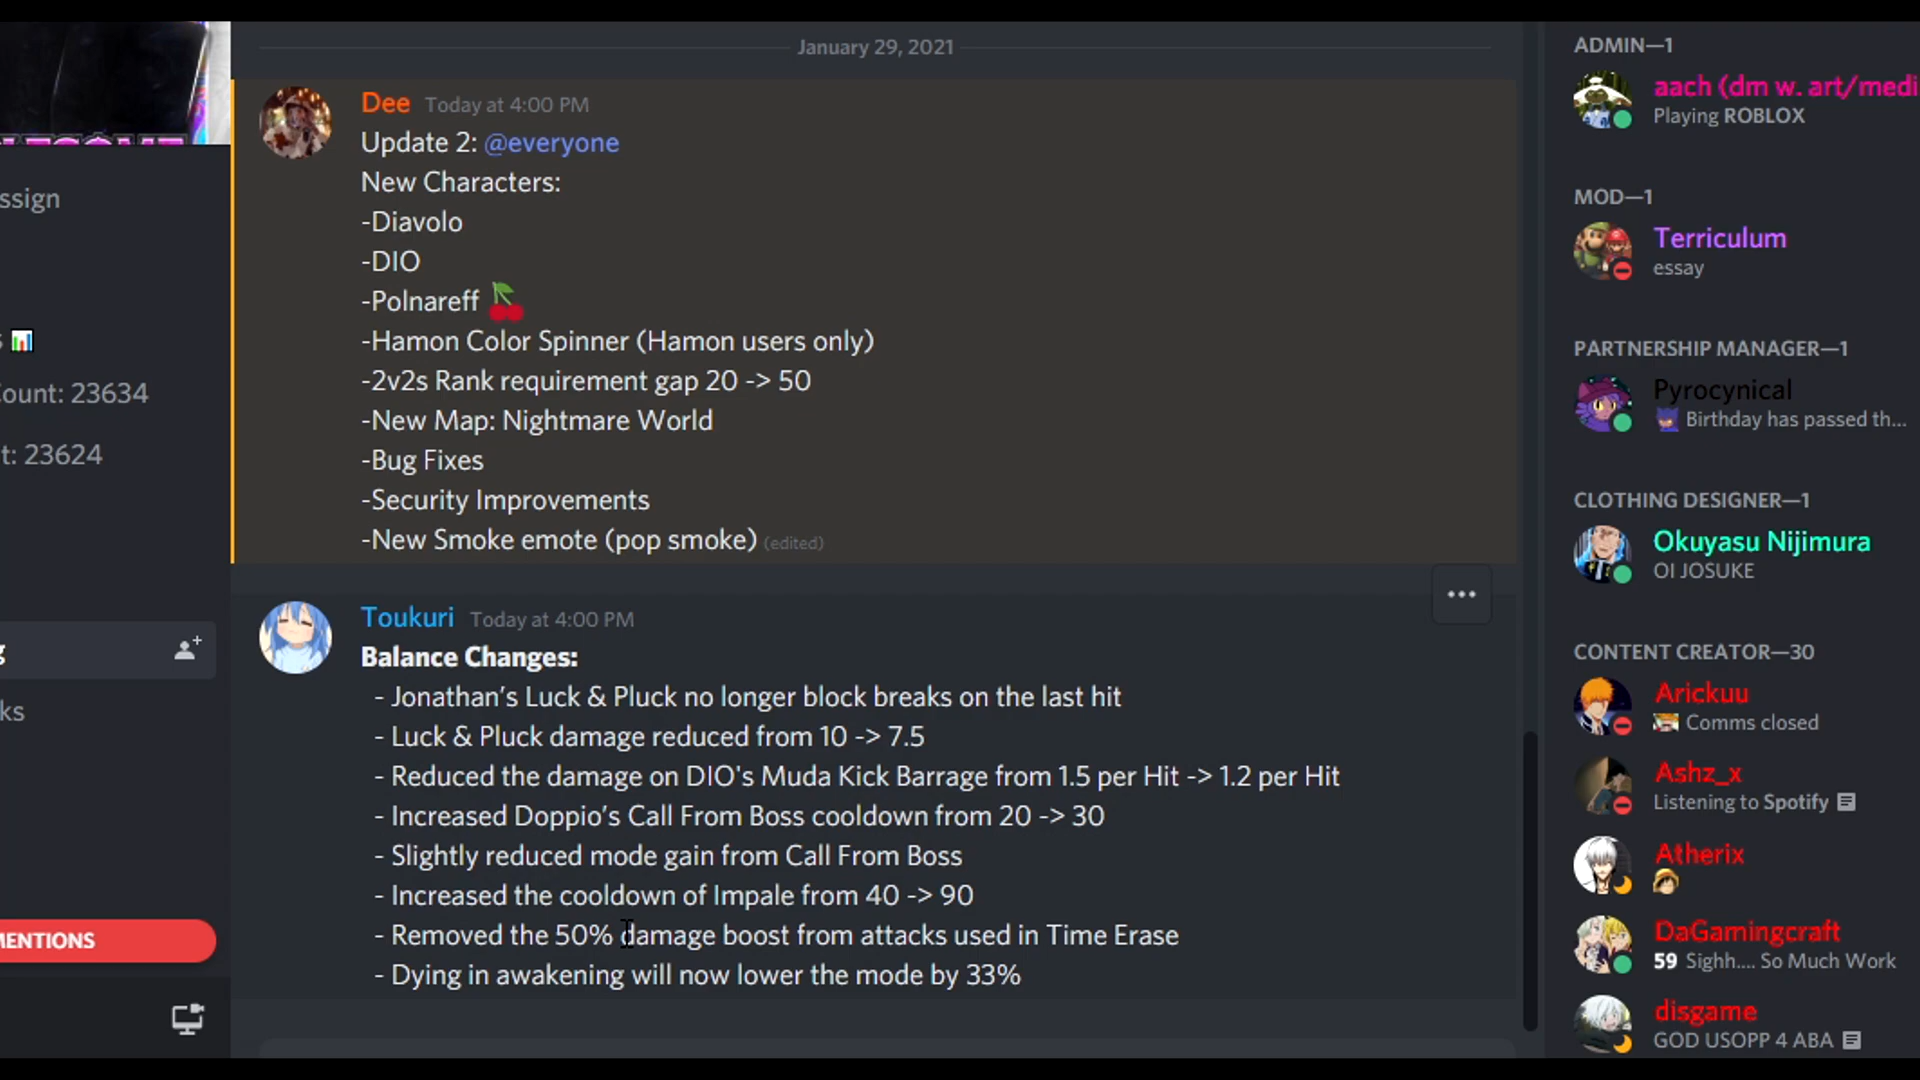 ssign
ount: 23634
t: 23624
g
ks
MENTIONS
January 29, 2021
Dee Today at 4:00 PM
Update 2: @everyone
New Characters:
-Diavolo
-DIO
-Polnareff 🍒
-Hamon Color Spinner (Hamon users only)
-2v2s Rank requirement gap 20 -> 50
-New Map: Nightmare World
-Bug Fixes
-Security Improvements
-New Smoke emote (pop smoke) (edited)
Toukuri Today at 4:00 PM
Balance Changes:
- Jonathan’s Luck & Pluck no longer block breaks on the last hit
- Luck & Pluck damage reduced from 10 -> 7.5
- Reduced the damage on DIO's Muda Kick Barrage from 1.5 per Hit -> 1.2 per Hit
- Increased Doppio’s Call From Boss cooldown from 20 -> 30
- Slightly reduced mode gain from Call From Boss
- Increased the cooldown of Impale from 40 -> 90
- Removed the 50% damage boost from attacks used in Time Erase
- Dying in awakening will now lower the mode by 33%
ADMIN—1
aach (dm w. art/medi
Playing ROBLOX
MOD—1
Terriculum
essay
PARTNERSHIP MANAGER—1
Pyrocynical
Birthday has passed th...
CLOTHING DESIGNER—1
Okuyasu Nijimura
OI JOSUKE
CONTENT CREATOR—30
Arickuu
Comms closed
Ashz_x
Listening to Spotify
Atherix
DaGamingcraft
59 Sighh.... So Much Work
disgame
GOD USOPP 4 ABA